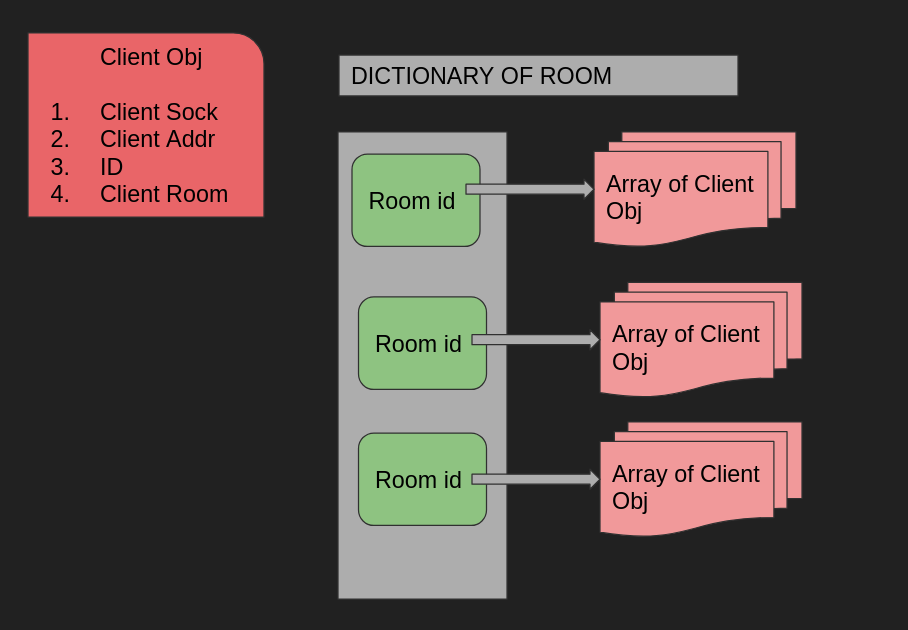 Client Obj
1. Client Sock
2. Client Addr
3. ID
4. Client Room
DICTIONARY OF ROOM
Room id
Array of Client
Obj
Room id
Array of Client
Obj
Room id
Array of Client
Obj